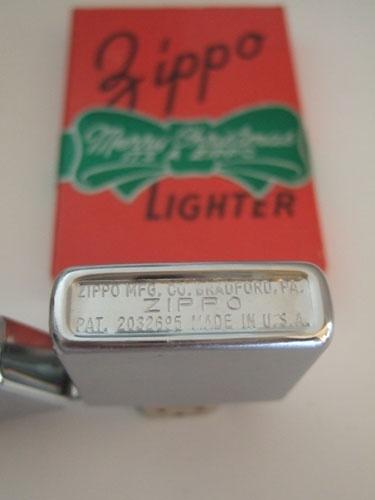 Zippo
Merry Christmas
LIGHTER
ZIPPO MFG. CO. BRADFORD, PA.
ZIPPO
PAT. 2032695 MADE IN U.S.A.